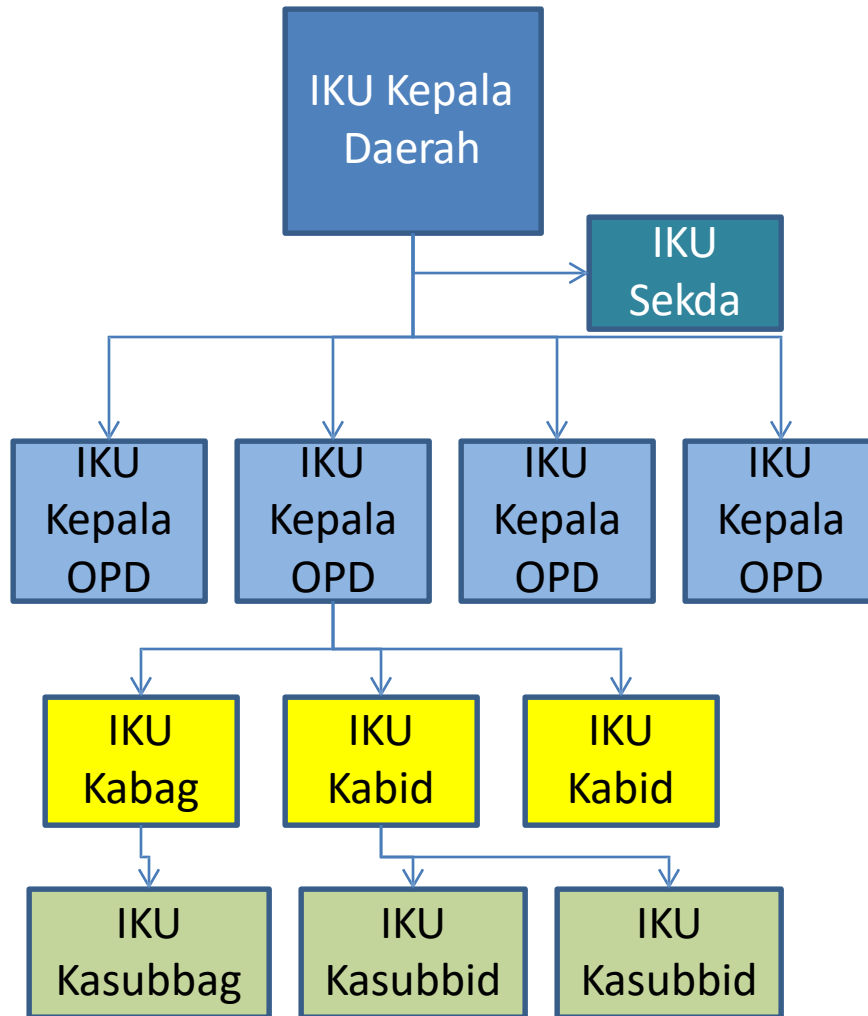 IKU Kepala
Daerah
IKU
Sekda
IKU
Kepala
OPD
IKU
Kepala
OPD
IKU
Kepala
OPD
IKU
Kepala
OPD
IKU
Kabag
IKU
Kabid
IKU
Kabid
IKU
Kasubbag
IKU
Kasubbid
IKU
Kasubbid